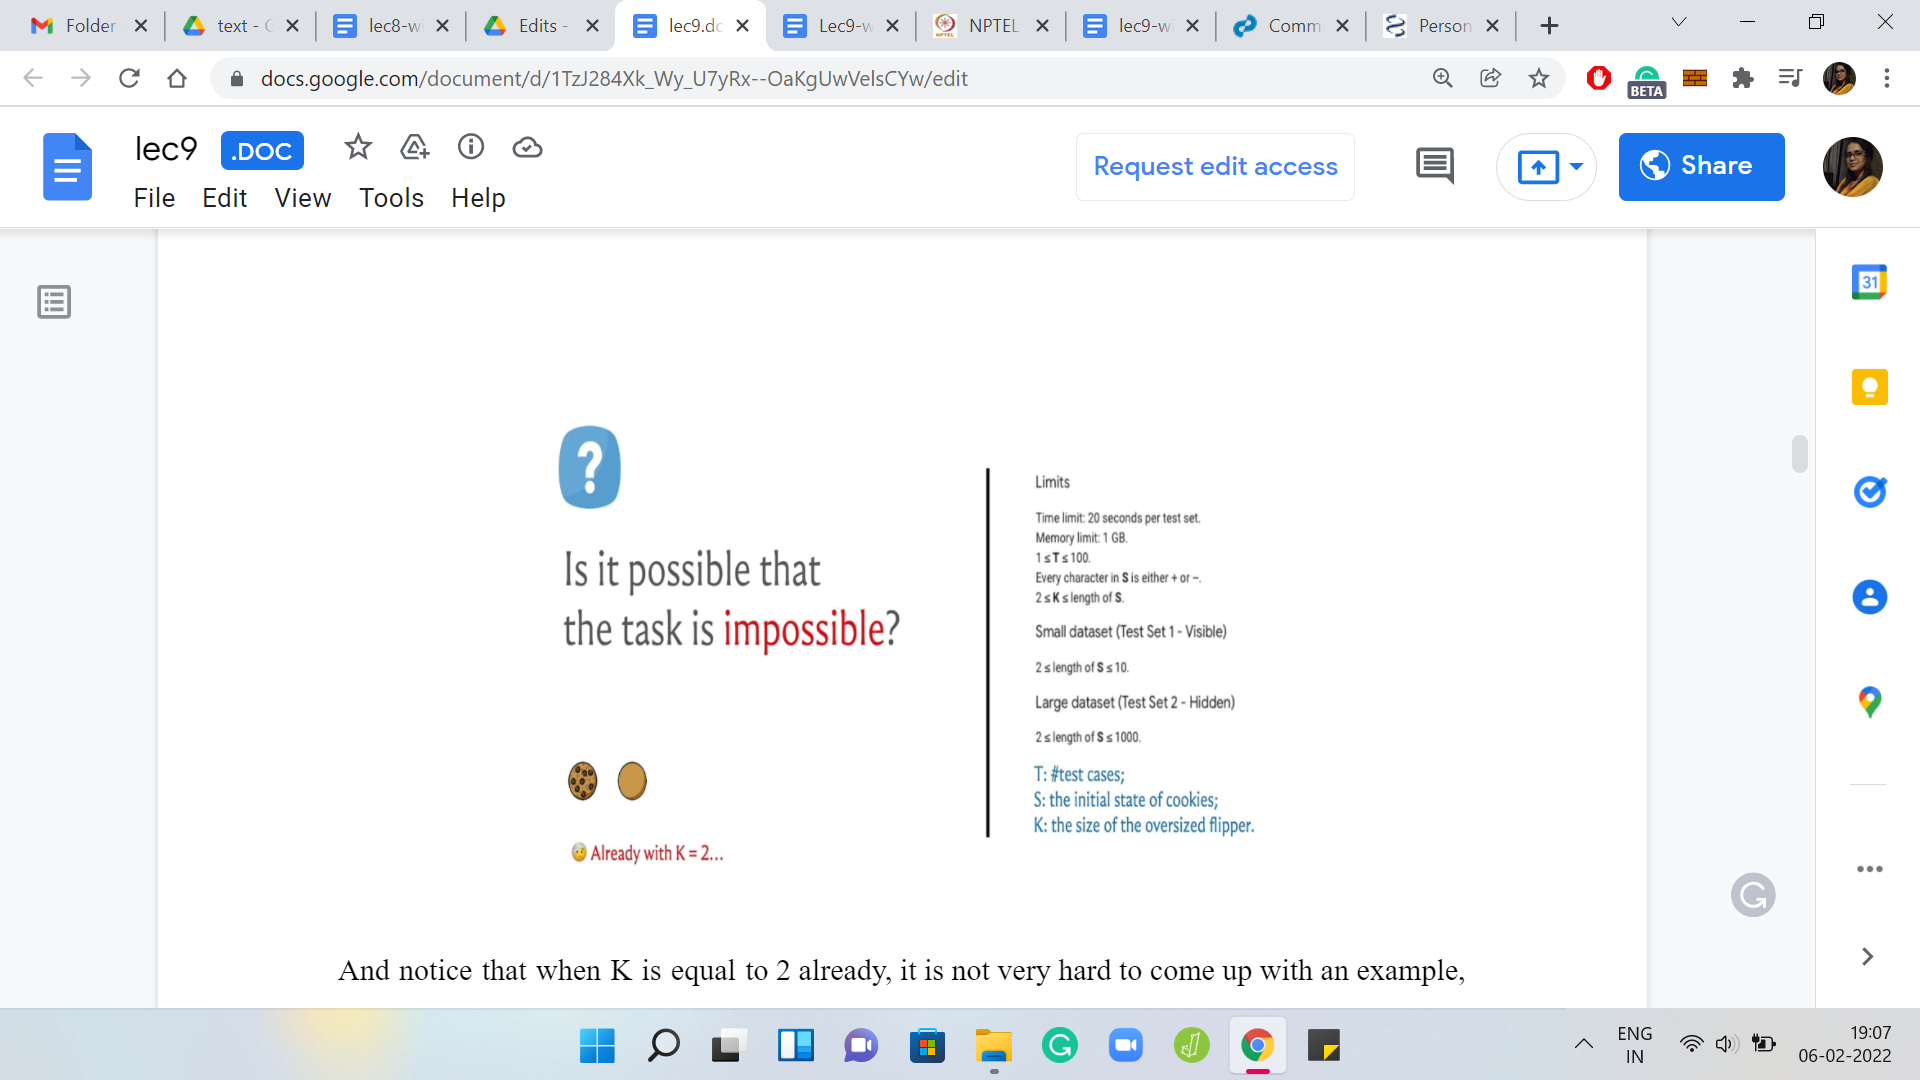 Folder
text - G
lec8-w
Edits -
lec9.dc
Lec9-w
NPTEL
lec9-w
Comm
Person
docs.google.com/document/d/1TzJ284Xk_Wy_U7yRx--OaKgUwVelsCYw/edit
BETA
lec9
.DOC
File Edit View Tools Help
Request edit access
Share
31
?
Is it possible that
the task is impossible?
Already with K = 2...
Limits
Time limit: 20 seconds per test set.
Memory limit: 1 GB.
1 ≤ T ≤ 100.
Every character in S is either + or −.
2 ≤ K ≤ length of S.
Small dataset (Test Set 1 - Visible)
2 ≤ length of S ≤ 10.
Large dataset (Test Set 2 - Hidden)
2 ≤ length of S ≤ 1000.
T: #test cases;
S: the initial state of cookies;
K: the size of the oversized flipper.
And notice that when K is equal to 2 already, it is not very hard to come up with an example,
ENG
IN
19:07
06-02-2022